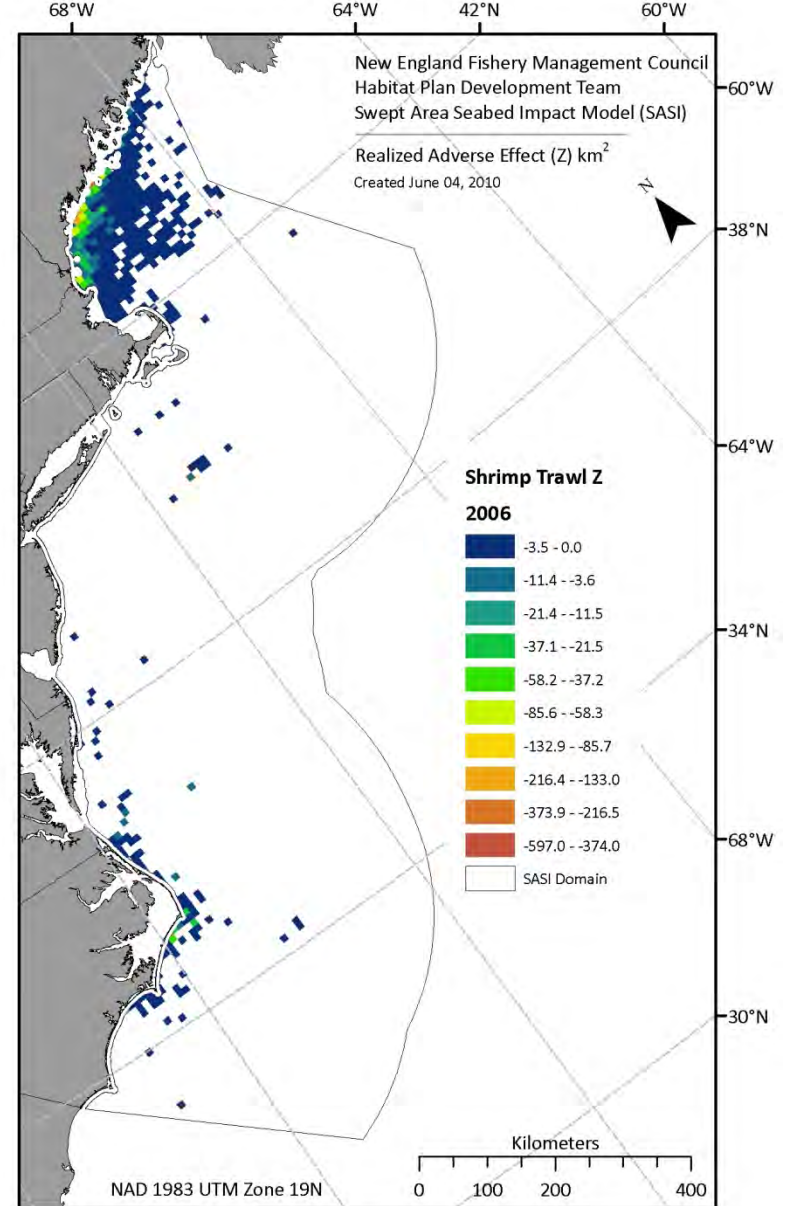 68°W 64°W 42°N 60°W
New England Fishery Management Council
Habitat Plan Development Team
Swept Area Seabed Impact Model (SASI)
Realized Adverse Effect (Z) km²
Created June 04, 2010
60°W
N
38°N
64°W
Shrimp Trawl Z
2006
-3.5 - 0.0
-11.4 - -3.6
-21.4 - -11.5
-37.1 - -21.5
-58.2 - -37.2
-85.6 - -58.3
-132.9 - -85.7
-216.4 - -133.0
-373.9 - -216.5
-597.0 - -374.0
SASI Domain
34°N
68°W
30°N
Kilometers
0 100 200 400
NAD 1983 UTM Zone 19N